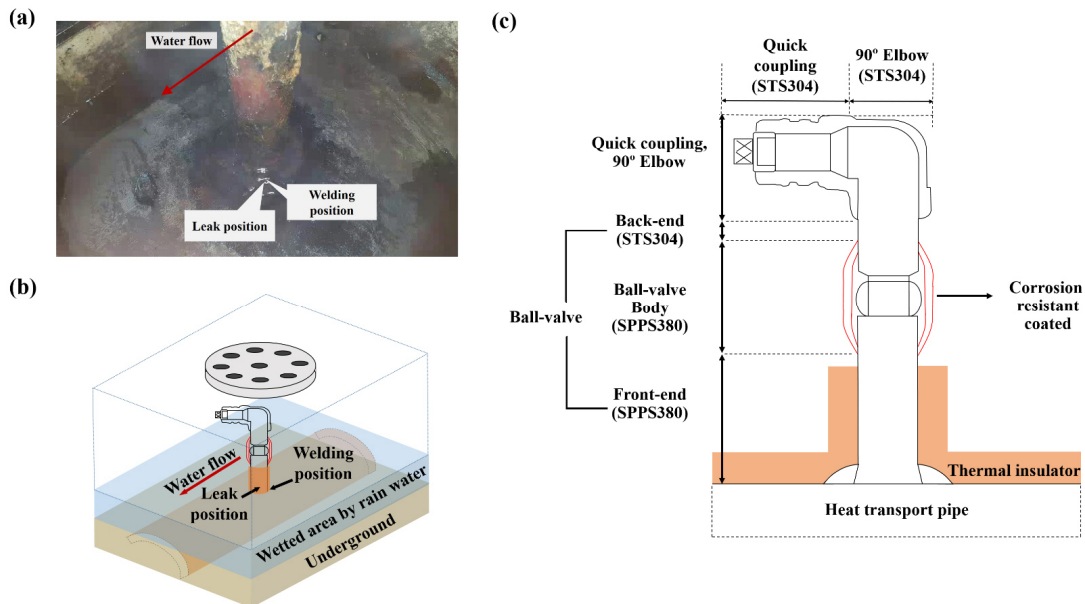 (a)
Water flow
Welding
position
Leak position
(b)
Water flow
Welding
position
Leak
position
Wetted area by rain water
Underground
(c)
Quick
coupling
(STS304)
90º Elbow
(STS304)
Quick coupling,
90º Elbow
Back-end
(STS304)
Ball-valve
Ball-valve
Body
(SPPS380)
Front-end
(SPPS380)
Corrosion
resistant
coated
Thermal insulator
Heat transport pipe